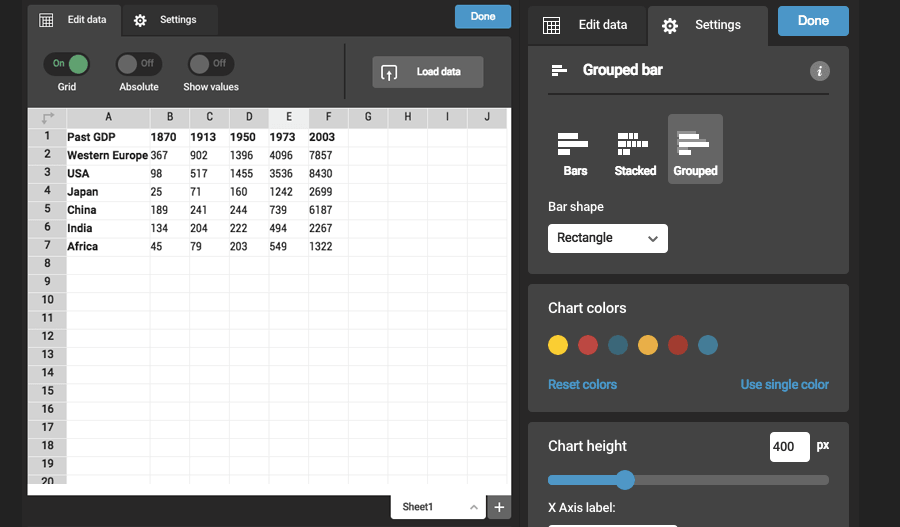 Edit data Settings Done
On Off Off
Grid Absolute Show values Load data
A B C D E F G H I J
1 Past GDP 1870 1913 1950 1973 2003
2 Western Europe 367 902 1396 4096 7857
3 USA 98 517 1455 3536 8430
4 Japan 25 71 160 1242 2699
5 China 189 241 244 739 6187
6 India 134 204 222 494 2267
7 Africa 45 79 203 549 1322
8
9
10
11
12
13
14
15
16
17
18
19
20
Sheet1 +
Edit data Settings Done
Grouped bar i
Bars Stacked Grouped
Bar shape
Rectangle
Chart colors
Reset colors Use single color
Chart height 400 px
X Axis label: